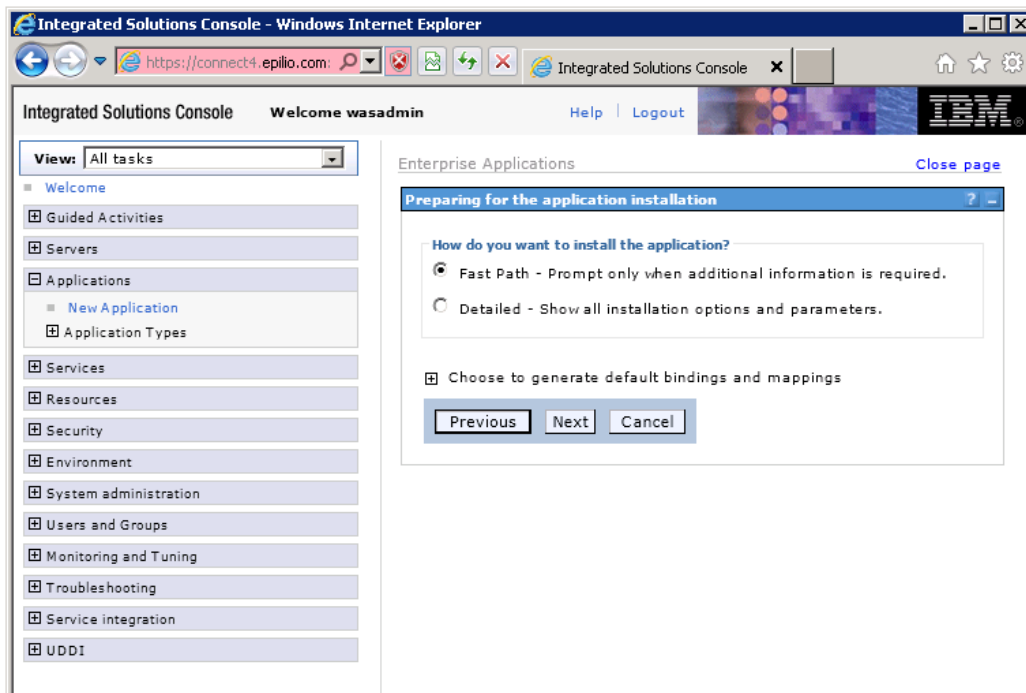 Integrated Solutions Console - Windows Internet Explorer
https://connect4.epilio.com:
Integrated Solutions Console
Integrated Solutions Console
Welcome wasadmin
Help
Logout
IBM®
View: All tasks
Welcome
Guided Activities
Servers
Applications
New Application
Application Types
Services
Resources
Security
Environment
System administration
Users and Groups
Monitoring and Tuning
Troubleshooting
Service integration
UDDI
Enterprise Applications
Close page
Preparing for the application installation
?
How do you want to install the application?
Fast Path - Prompt only when additional information is required.
Detailed - Show all installation options and parameters.
Choose to generate default bindings and mappings
Previous
Next
Cancel